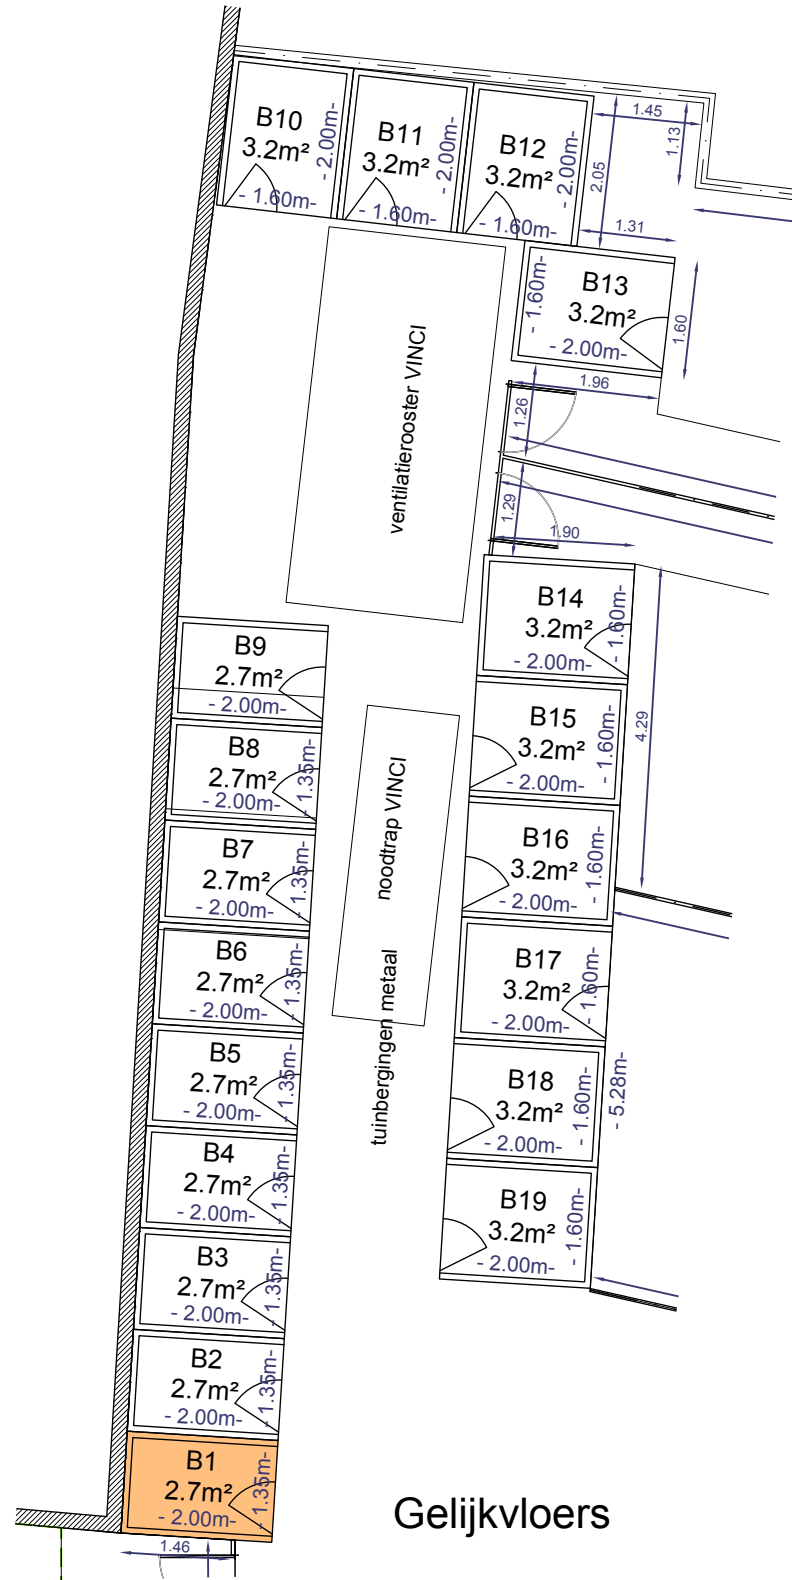 B10
3.2m²
- 2.00m-
- 1.60m-
B11
3.2m²
- 2.00m-
- 1.60m-
B12
3.2m²
- 2.00m-
- 1.60m-
1.45
1.13
2.05
1.31
B13
3.2m²
- 1.60m-
- 2.00m-
1.60
1.96
1.26
1.29
1.90
ventilatierooster VINCI
B14
3.2m²
- 2.00m-
- 1.60m-
B15
3.2m²
- 2.00m-
- 1.60m-
4.29
B16
3.2m²
- 2.00m-
- 1.60m-
B17
3.2m²
- 2.00m-
- 1.60m-
B18
3.2m²
- 2.00m-
- 1.60m-
- 5.28m-
B19
3.2m²
- 2.00m-
- 1.60m-
noodtrap VINCI
tuinbergingen metaal
B9
2.7m²
- 2.00m-
B8
2.7m²
- 2.00m-
- 1.35m-
B7
2.7m²
- 2.00m-
- 1.35m-
B6
2.7m²
- 2.00m-
- 1.35m-
B5
2.7m²
- 2.00m-
- 1.35m-
B4
2.7m²
- 2.00m-
- 1.35m-
B3
2.7m²
- 2.00m-
- 1.35m-
B2
2.7m²
- 2.00m-
- 1.35m-
B1
2.7m²
- 2.00m-
- 1.35m-
1.46
Gelijkvloers